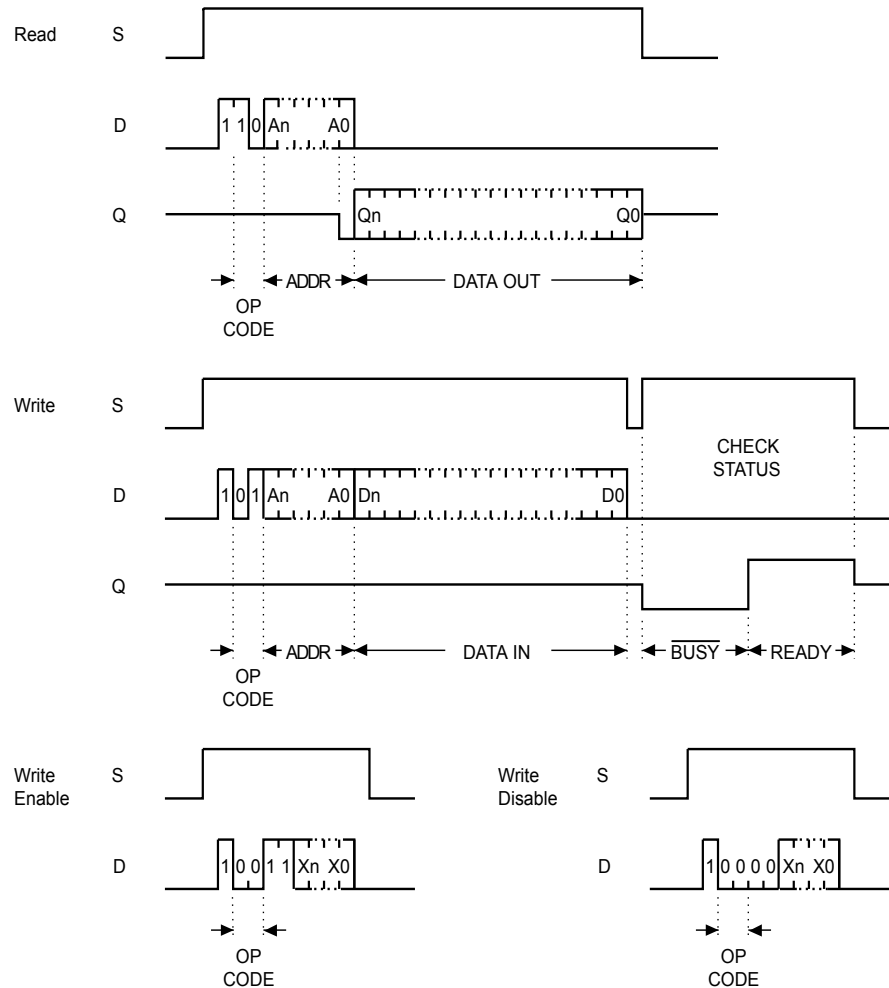 Read S
D 1 1 0 An A0
Q Qn Q0
ADDR DATA OUT
OP
CODE
Write S
CHECK
STATUS
D 1 0 1 An A0 Dn D0
Q
ADDR DATA IN BUSY READY
OP
CODE
Write
Enable
S
Write
Disable
S
D 1 0 0 1 1 Xn X0
D 1 0 0 0 0 Xn X0
OP
CODE
OP
CODE